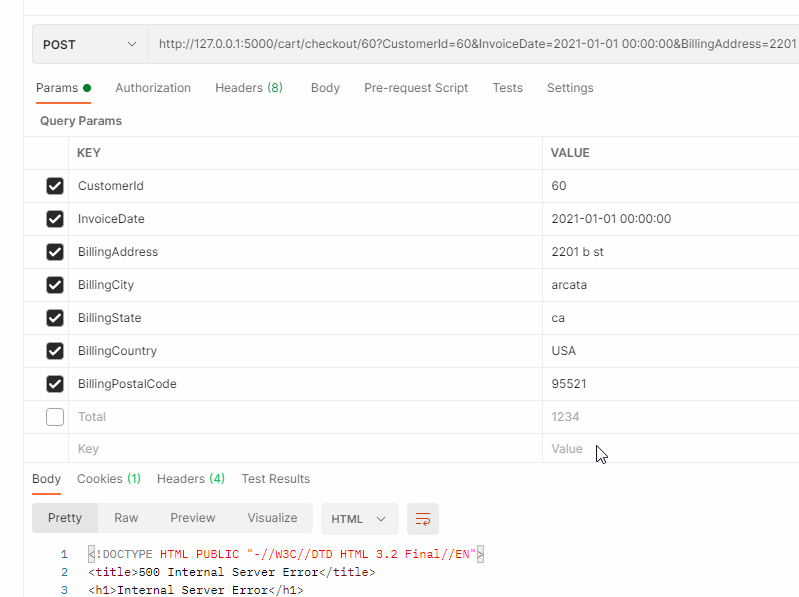 POST http://127.0.0.1:5000/cart/checkout/60?CustomerId=60&InvoiceDate=2021-01-01 00:00:00&BillingAddress=2201
Params Authorization Headers (8) Body Pre-request Script Tests Settings
Query Params
KEY VALUE
CustomerId 60
InvoiceDate 2021-01-01 00:00:00
BillingAddress 2201 b st
BillingCity arcata
BillingState ca
BillingCountry USA
BillingPostalCode 95521
Total 1234
Key Value
Body Cookies (1) Headers (4) Test Results
Pretty Raw Preview Visualize HTML
1 <!DOCTYPE HTML PUBLIC "-//W3C//DTD HTML 3.2 Final//EN">
2 <title>500 Internal Server Error</title>
3 <h1>Internal Server Error</h1>